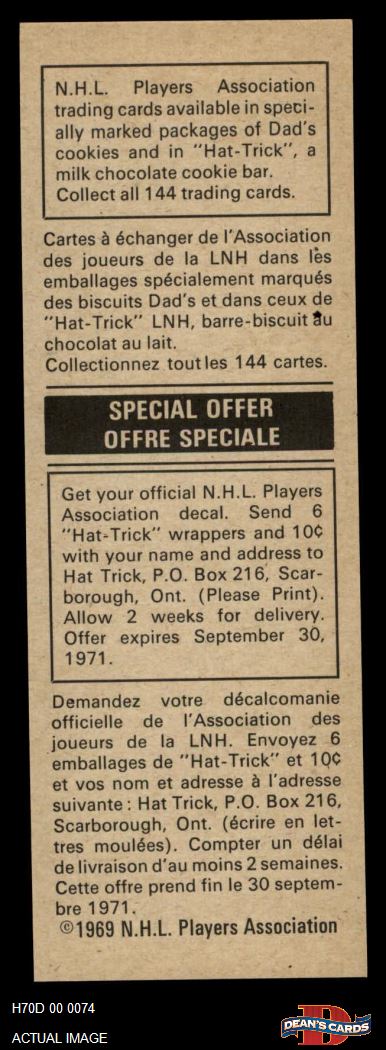 N.H.L. Players Association
trading cards available in speci-
ally marked packages of Dad's
cookies and in "Hat-Trick", a
milk chocolate cookie bar.
Collect all 144 trading cards.
Cartes à échanger de l'Association
des joueurs de la LNH dans les
emballages spécialement marqués
des biscuits Dad's et dans ceux de
"Hat-Trick" LNH, barre-biscuit au
chocolat au lait.
Collectionnez toutles 144 cartes.
SPECIAL OFFER
OFFRE SPECIALE
Get your official N.H.L. Players
Association decal. Send 6
"Hat-Trick" wrappers and 10¢
with your name and address to
Hat Trick, P.O. Box 216, Scar-
borough, Ont. (Please Print).
Allow 2 weeks for delivery.
Offer expires September 30,
1971.
Demandez votre décalcomanie
officielle de l'Association des
joueurs de la LNH. Envoyez 6
emballages de "Hat-Trick" et 10¢
et vos nom et adresse à l'adresse
suivante: Hat Trick, P.O. Box 216,
Scarborough, Ont. (écrire en let-
tres moulées). Compter un délai
de livraison d'au moins 2 semaines.
Cette offre prend fin le 30 septem-
bre 1971.
©1969 N.H.L. Players Association
H70D 00 0074
ACTUAL IMAGE
DEAN'S CARDS